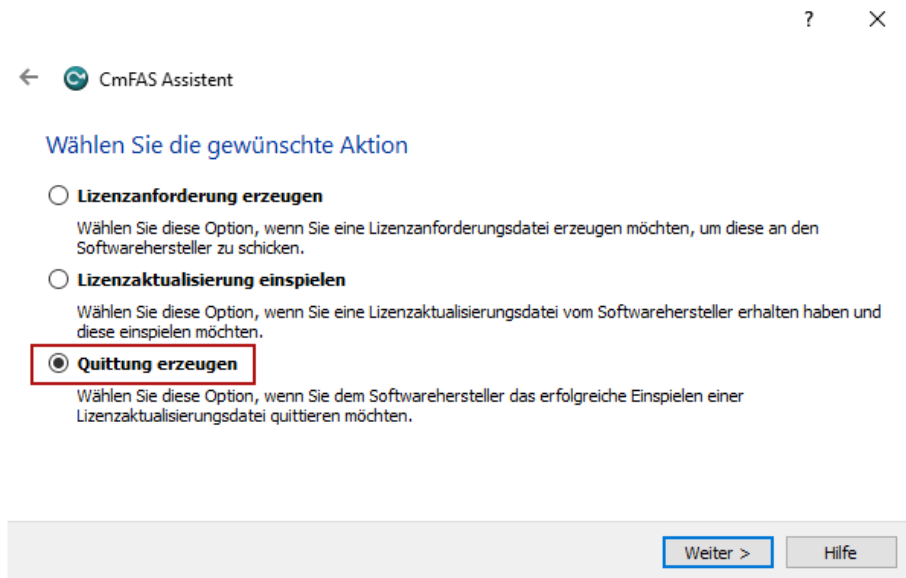 ?
CmFAS Assistent
Wählen Sie die gewünschte Aktion
Lizenzanforderung erzeugen
Wählen Sie diese Option, wenn Sie eine Lizenzanforderungsdatei erzeugen möchten, um diese an den
Softwarehersteller zu schicken.
Lizenzaktualisierung einspielen
Wählen Sie diese Option, wenn Sie eine Lizenzaktualisierungsdatei vom Softwarehersteller erhalten haben und
diese einspielen möchten.
Quittung erzeugen
Wählen Sie diese Option, wenn Sie dem Softwarehersteller das erfolgreiche Einspielen einer
Lizenzaktualisierungsdatei quittieren möchten.
Weiter > Hilfe